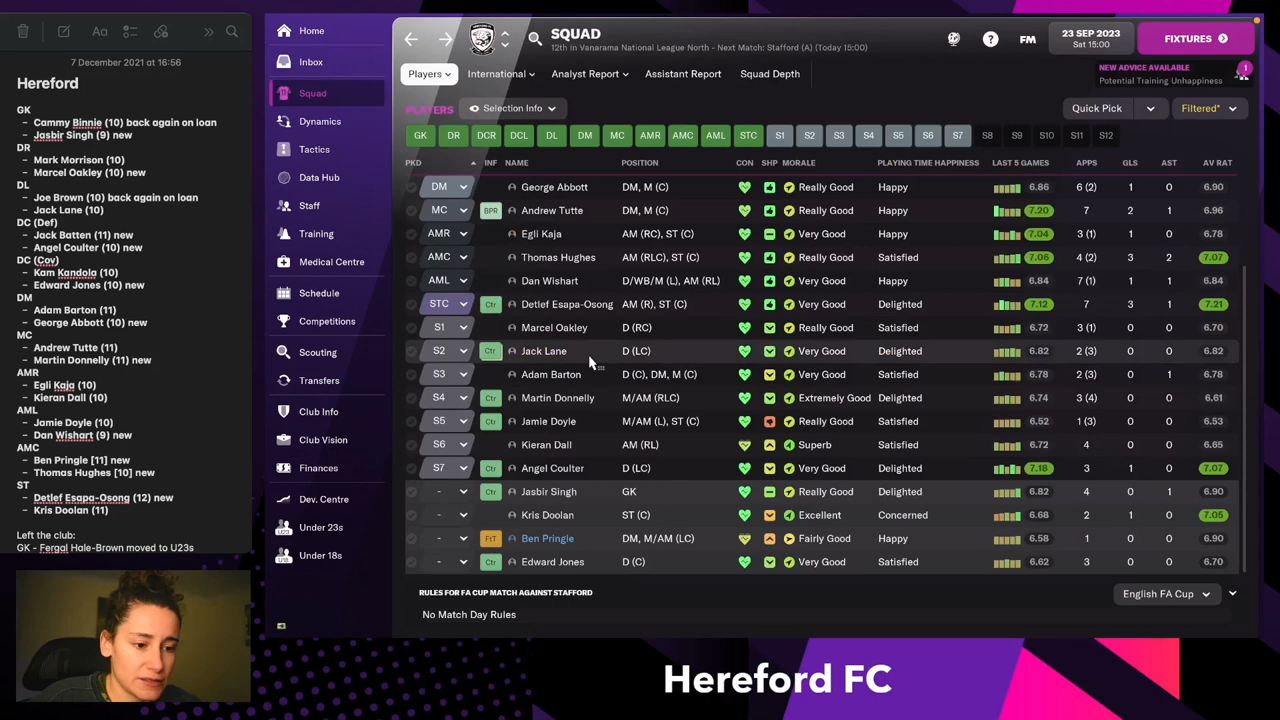 7 December 2021 at 16:56
Hereford
GK
– Cammy Binnie (10) back again on loan
– Jasbir Singh (9) new
DR
– Mark Morrison (10)
– Marcel Oakley (10) new
DL
– Joe Brown (10) back again on loan
– Jack Lane (10)
DC (Def)
– Jack Batten (11) new
– Angel Coulter (10) new
DC (Cov)
– Kam Kandola (10)
– Edward Jones (10) new
DM
– Adam Barton (11) new
– George Abbott (10) new
MC
– Andrew Tutte (11) new
– Martin Donnelly (11) new
AMR
– Egli Kaja (10)
– Kieran Dall (10)
AML
– Jamie Doyle (10)
– Dan Wishart (9) new
AMC
– Ben Pringle [11] new
– Thomas Hughes [10] new
ST
– Detlef Esapa-Osong (12) new
– Kris Doolan (11)
Left the club:
GK - Fergal Hale-Brown moved to U23s
Home
Inbox
Squad
Dynamics
Tactics
Data Hub
Staff
Training
Medical Centre
Schedule
Competitions
Scouting
Transfers
Club Info
Club Vision
Finances
Dev. Centre
Under 23s
Under 18s
SQUAD
12th in Vanarama National League North - Next Match: Stafford (A) (Today 15:00)
FM
23 SEP 2023
Sat 15:00
FIXTURES
Players International Analyst Report Assistant Report Squad Depth
NEW ADVICE AVAILABLE 1
Potential Training Unhappiness
PLAYERS Selection Info Quick Pick Filtered*
GK DR DCR DCL DL DM MC AMR AMC AML STC S1 S2 S3 S4 S5 S6 S7 S8 S9 S10 S11 S12
PKD INF NAME POSITION CON SHP MORALE PLAYING TIME HAPPINESS LAST 5 GAMES APPS GLS AST AV RAT
DM George Abbott DM, M (C) Really Good Happy 6.86 6 (2) 1 0 6.90
MC BPR Andrew Tutte DM, M (C) Really Good Happy 7.20 7 2 1 6.96
AMR Egli Kaja AM (RC), ST (C) Very Good Happy 7.04 3 (1) 0 0 6.78
AMC Thomas Hughes AM (RLC), ST (C) Really Good Satisfied 7.06 4 (2) 3 2 7.07
AML Dan Wishart D/WB/M (L), AM (RL) Very Good Happy 6.84 7 (1) 0 1 6.84
STC Ctr Detlef Esapa-Osong AM (R), ST (C) Very Good Delighted 7.12 7 3 1 7.21
S1 Marcel Oakley D (RC) Really Good Satisfied 6.72 3 (1) 0 0 6.70
S2 Ctr Jack Lane D (LC) Really Good Satisfied 6.82 2 (3) 0 0 6.82
S3 Adam Barton D (C), DM, M (C) Very Good Satisfied 6.78 2 (3) 0 1 6.78
S4 Ctr Martin Donnelly M/AM (RLC) Extremely Good Satisfied 6.74 3 (4) 0 0 6.61
S5 Ctr Jamie Doyle M/AM (L), ST (C) Very Good Satisfied 6.52 1 (3) 0 0 6.53
S6 Kieran Dall AM (RL) Superb Satisfied 6.72 4 0 0 6.65
S7 Ctr Angel Coulter D (LC) Very Good Delighted 7.18 3 1 0 7.07
- Ctr Jasbir Singh GK Really Good Delighted 6.82 4 0 1 6.90
- Kris Doolan ST (C) Excellent Concerned 6.68 2 1 0 7.05
- FtT Ben Pringle DM, M/AM (LC) Fairly Good Happy 6.58 1 0 0 6.90
- Ctr Edward Jones D (C) Very Good Satisfied 6.62 3 0 0 6.70
RULES FOR FA CUP MATCH AGAINST STAFFORD English FA Cup
No Match Day Rules
Hereford FC